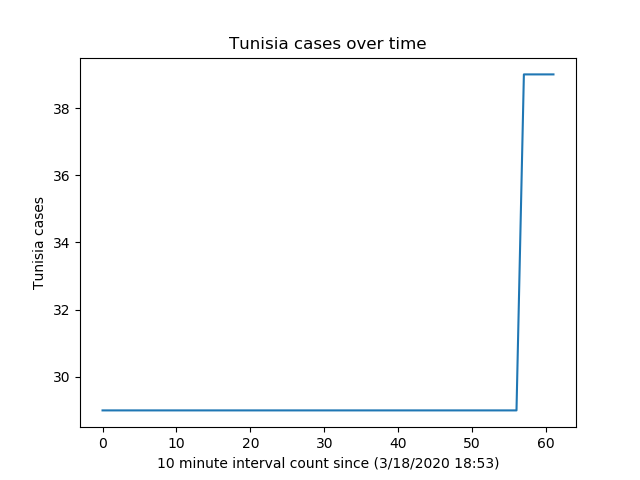 Tunisia cases over time
38
36
34
32
30
Tunisia cases
0 10 20 30 40 50 60
10 minute interval count since (3/18/2020 18:53)